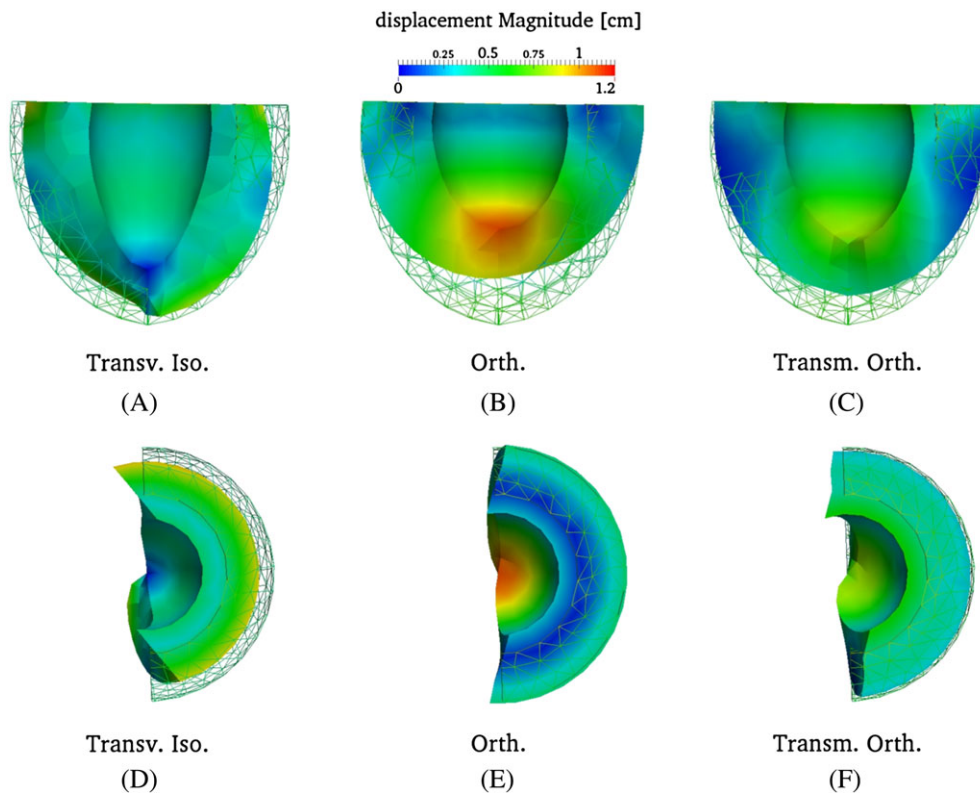 displacement Magnitude [cm]
0.25 0.5 0.75 1
0 1.2
Transv. Iso. Orth. Transm. Orth.
(A) (B) (C)
Transv. Iso. Orth. Transm. Orth.
(D) (E) (F)